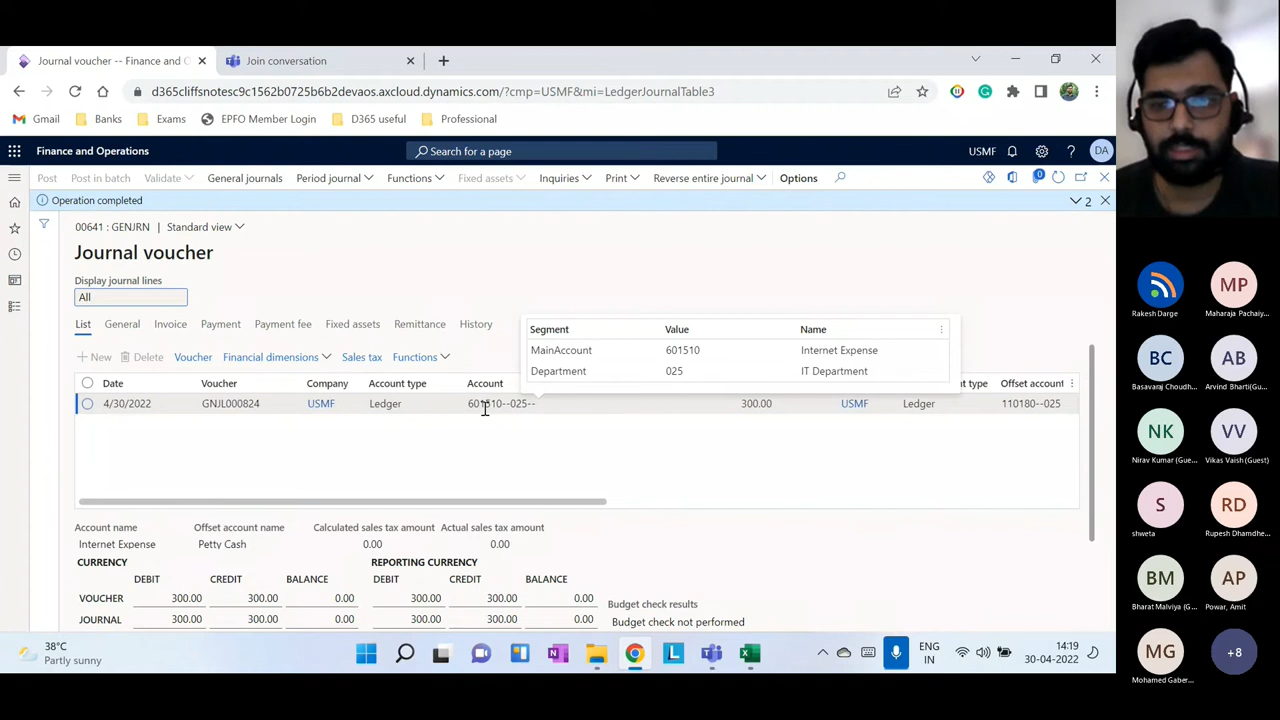 Journal voucher -- Finance and O
Join conversation
d365cliffsnotesc9c1562b0725b6b2devaos.axcloud.dynamics.com/?cmp=USMF&mi=LedgerJournalTable3
Gmail Banks Exams EPFO Member Login D365 useful Professional
Finance and Operations
Search for a page
USMF
DA
Post Post in batch Validate General journals Period journal Functions Fixed assets Inquiries Print Reverse entire journal Options
0
Operation completed
2
00641 : GENJRN | Standard view
Journal voucher
Display journal lines
All
List General Invoice Payment Payment fee Fixed assets Remittance History
Segment Value Name
MainAccount 601510 Internet Expense
Department 025 IT Department
New Delete Voucher Financial dimensions Sales tax Functions
Date Voucher Company Account type Account
nt type Offset account
4/30/2022 GNJL000824 USMF Ledger 601510--025-- 300.00 USMF Ledger 110180--025
Account name Offset account name Calculated sales tax amount Actual sales tax amount
Internet Expense Petty Cash 0.00 0.00
CURRENCY REPORTING CURRENCY
DEBIT CREDIT BALANCE DEBIT CREDIT BALANCE
VOUCHER 300.00 300.00 0.00 300.00 300.00 0.00
JOURNAL 300.00 300.00 0.00 300.00 300.00 0.00
Budget check results
Budget check not performed
38°C
Partly sunny
ENG
IN
14:19
30-04-2022
Rakesh Darge
MP
Maharaja Pachaiy...
BC
Basavaraj Choudh...
AB
Arvind Bharti(Gues...
NK
Nirav Kumar (Gue...
VV
Vikas Vaish (Guest)
S
shweta
RD
Rupesh Dhamdhe...
BM
Bharat Malviya (G...
AP
Powar, Amit
MG
Mohamed Gaber...
+8